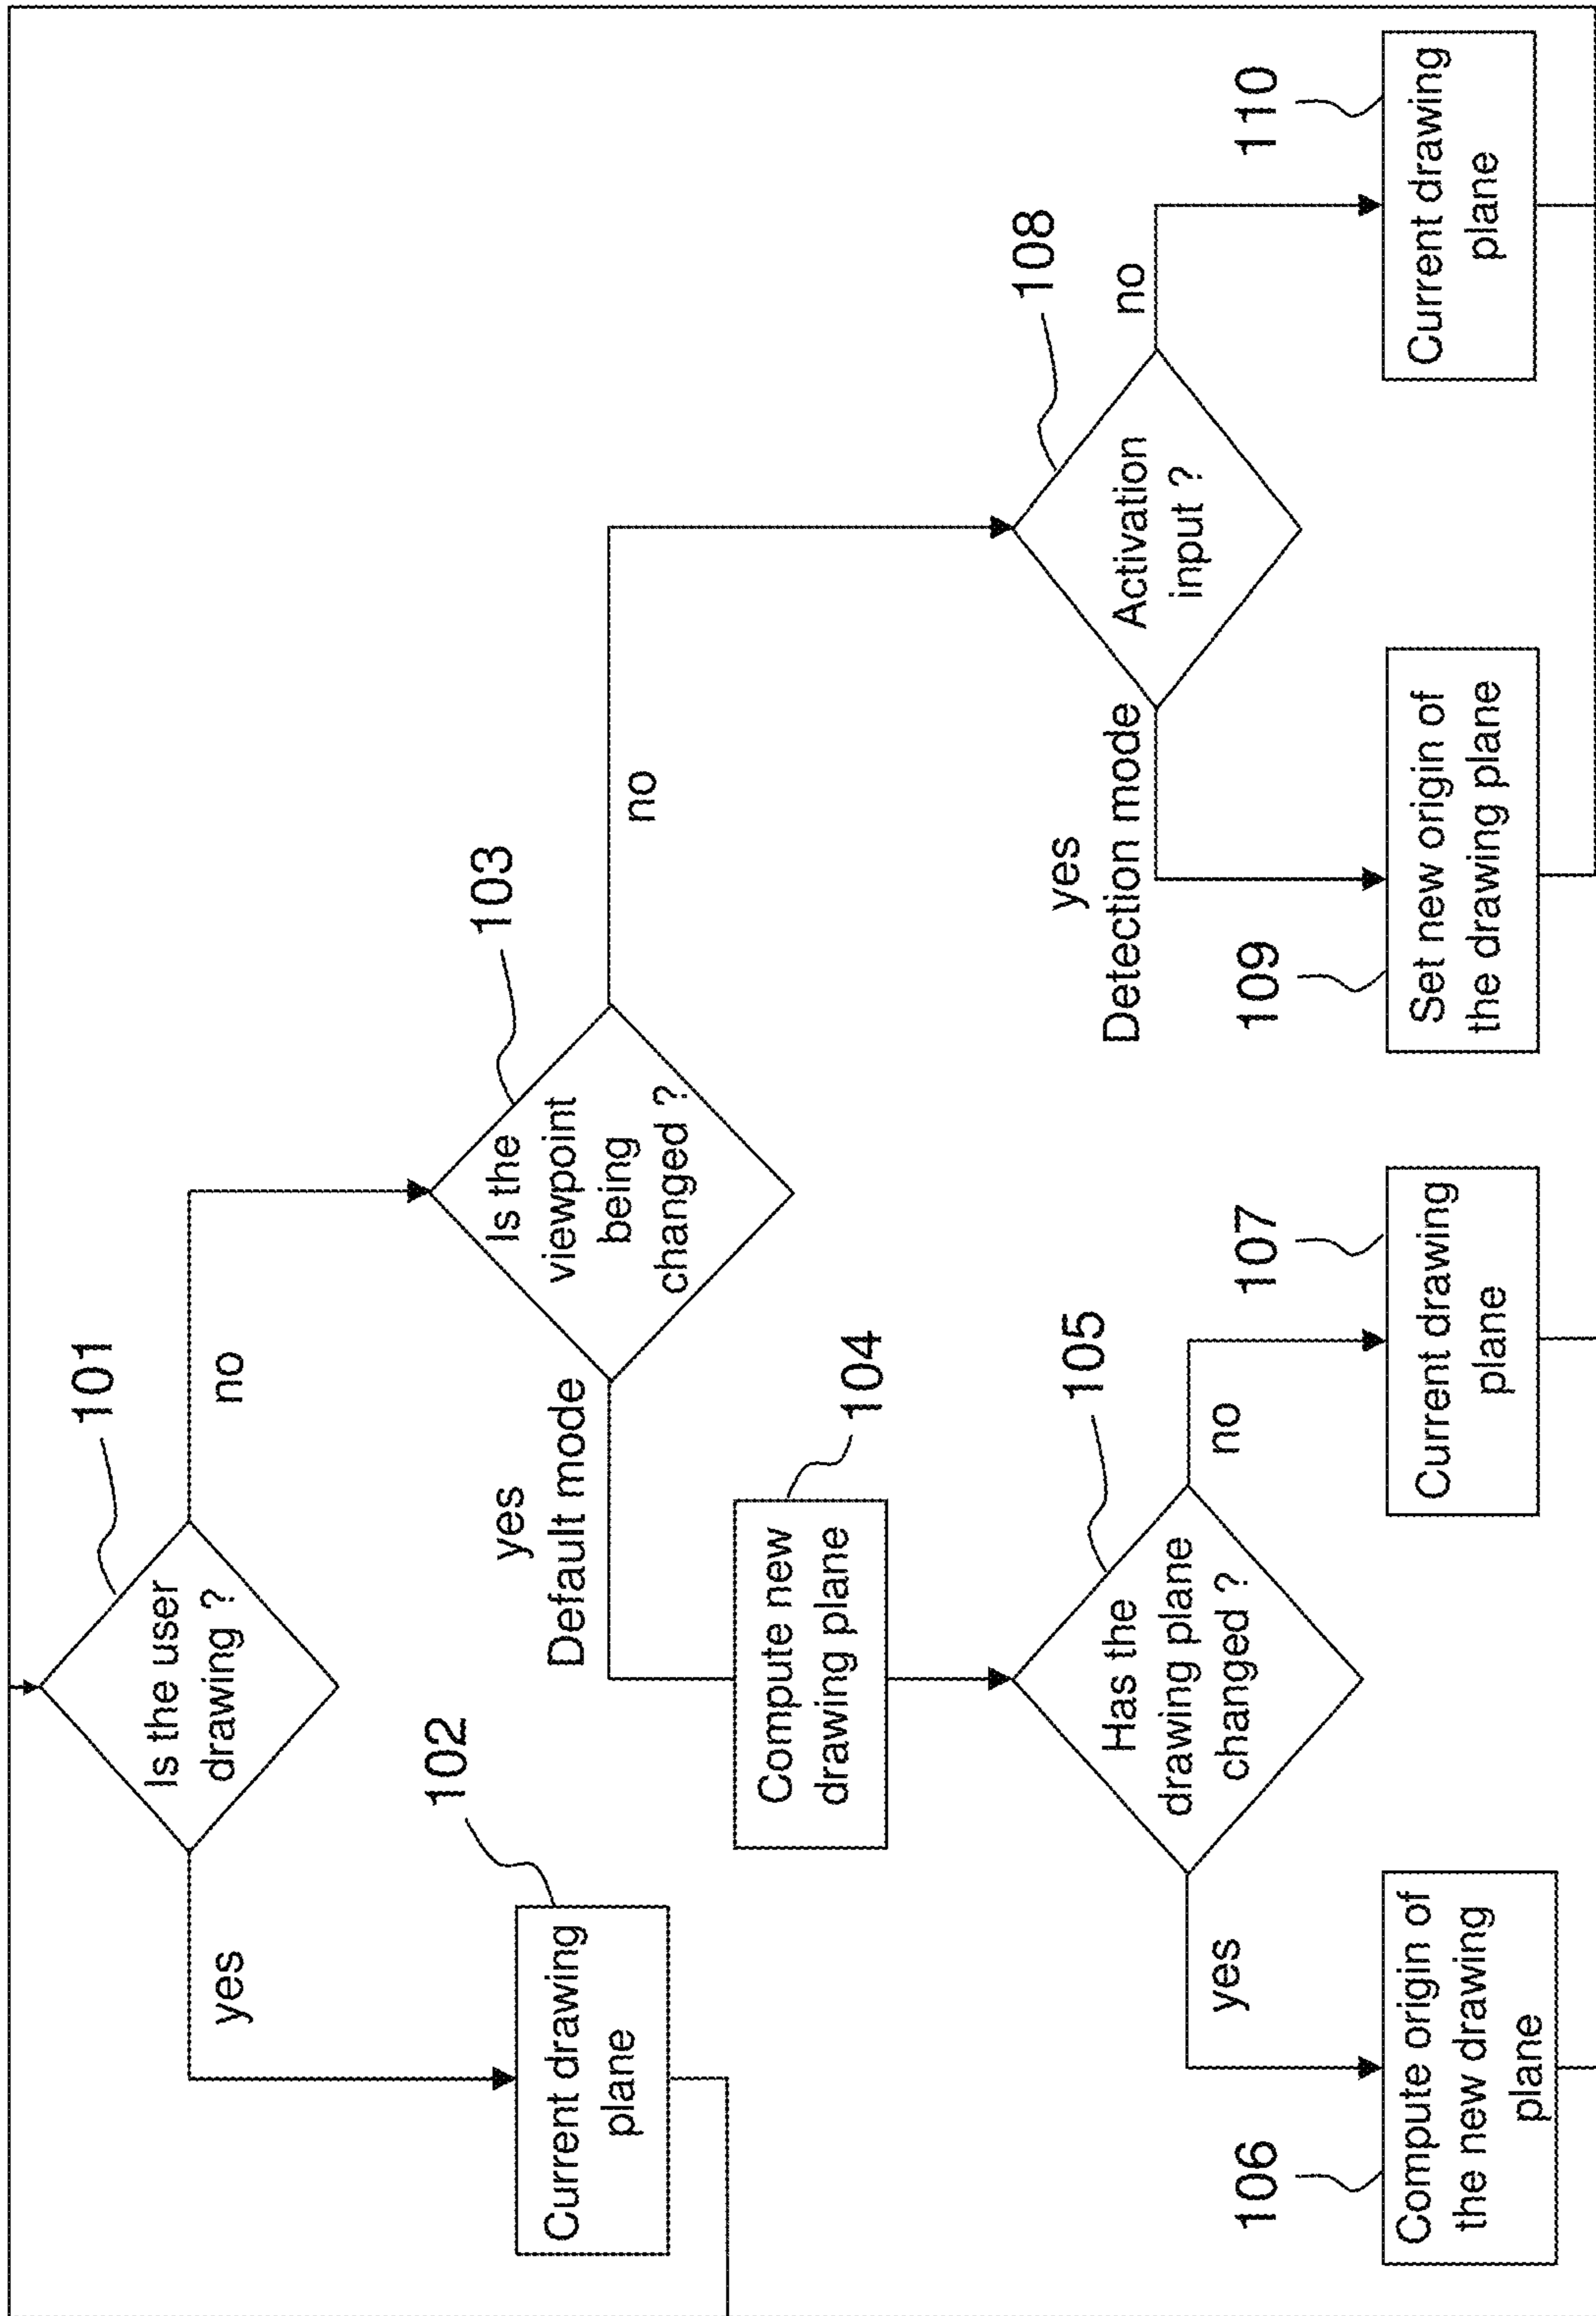 101
Is the user
drawing ?
yes
no
102
Current drawing
plane
103
Is the
viewpoint
being
changed ?
yes
Default mode
no
104
Compute new
drawing plane
105
Has the
drawing plane
changed ?
yes
no
106
Compute origin of
the new drawing
plane
107
Current drawing
plane
108
Activation
input ?
yes
Detection mode
no
109
Set new origin of
the drawing plane
110
Current drawing
plane